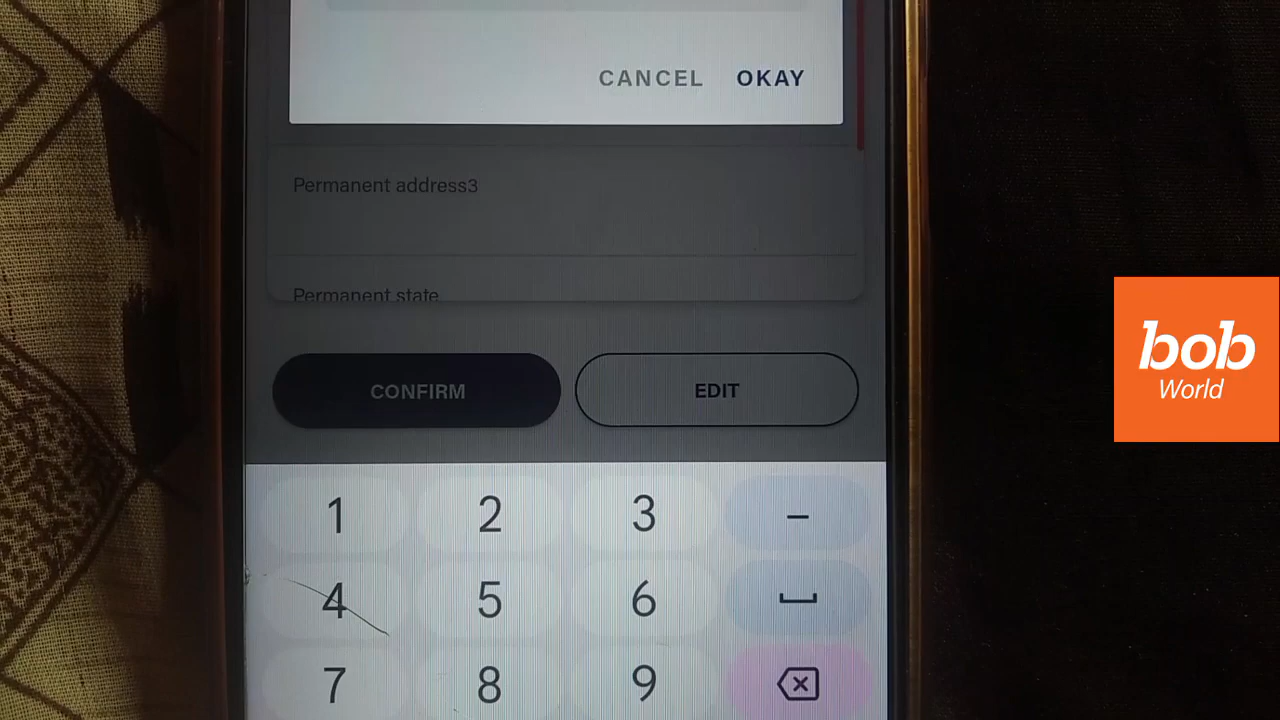 CANCEL OKAY
Permanent address3
Permanent state
CONFIRM EDIT
bob
World
1 2 3 –
4 5 6
7 8 9